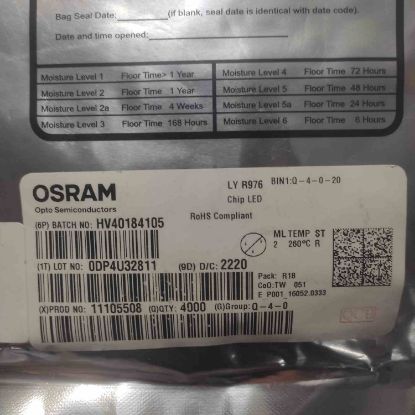 Bag Seal Date: (if blank, seal date is identical with date code).
Date and time opened:
Moisture Level 1 Floor Time> 1 Year
Moisture Level 2 Floor Time 1 Year
Moisture Level 2a Floor Time 4 Weeks
Moisture Level 3 Floor Time 168 Hours
Moisture Level 4 Floor Time 72 Hours
Moisture Level 5 Floor Time 48 Hours
Moisture Level 5a Floor Time 24 Hours
Moisture Level 6 Floor Time 6 Hours
OSRAM
Opto Semiconductors
LY R976 BIN1:Q-4-0-20
Chip LED
RoHS Compliant
(6P) BATCH NO: HV40184105
ML TEMP ST
2 260°C R
(1T) LOT NO: 0DP4U32811 (9D) D/C: 2220
Pack: R18
CoO:TW 051
E P001_16052.0333
(X)PROD NO: 11105508 (Q)QTY: 4000 (G)Group: Q-4-0